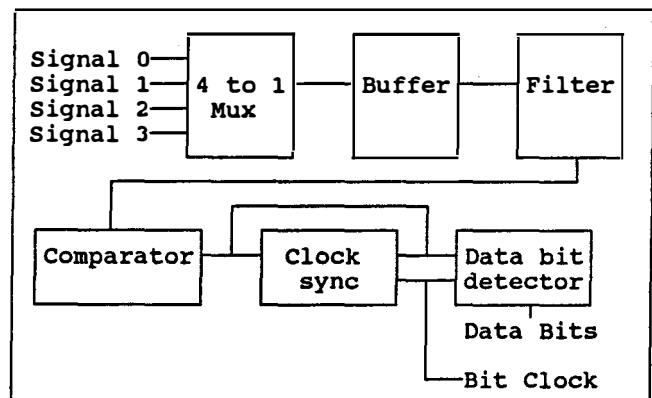 Signal 0
Signal 1
Signal 2
Signal 3
4 to 1
Mux
Buffer
Filter
Comparator
Clock
sync
Data bit
detector
Data Bits
Bit Clock